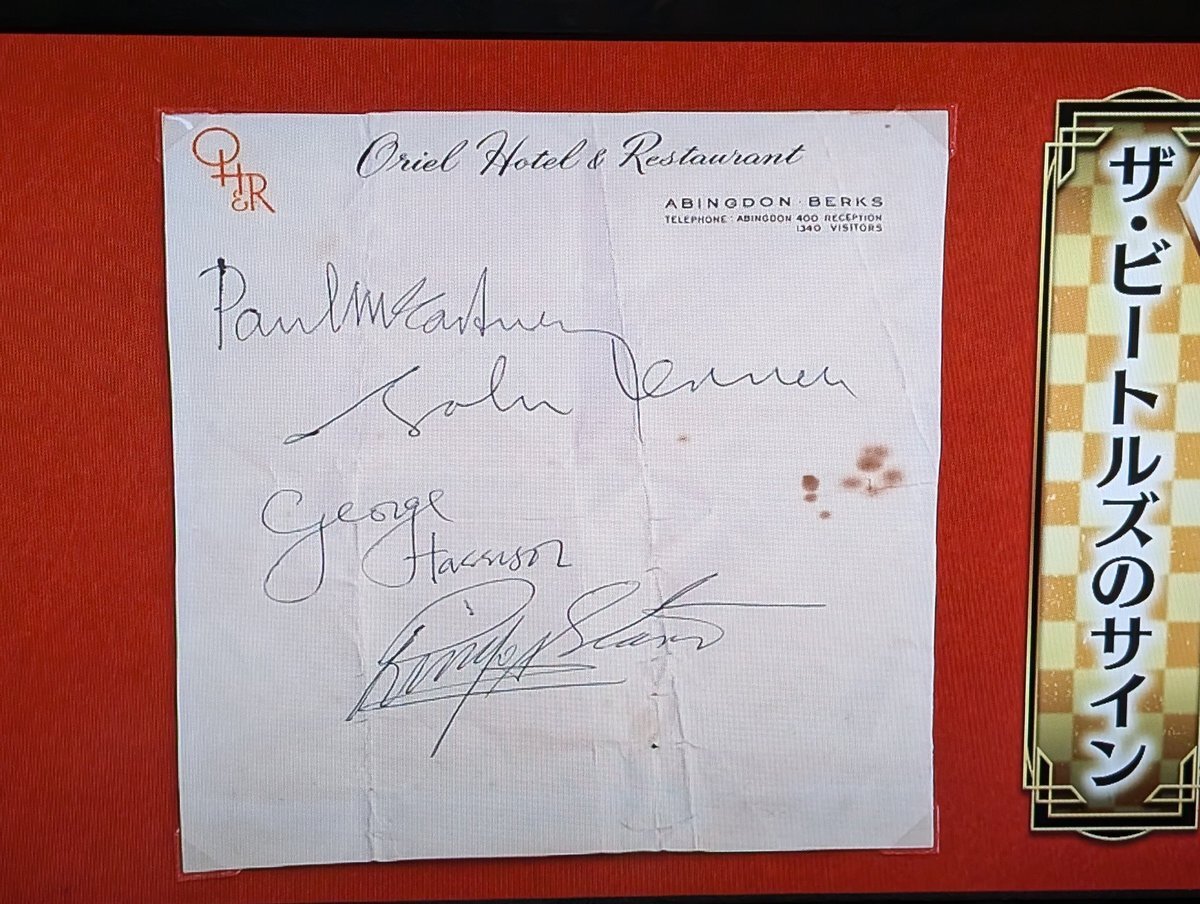 OH&R
Oriel Hotel & Restaurant
ABINGDON · BERKS
TELEPHONE : ABINGDON 400 RECEPTION
1340 VISITORS
Paul McCartney
John Lennon
George
Harrison
Ringo Starr
ザ・ビートルズのサイン